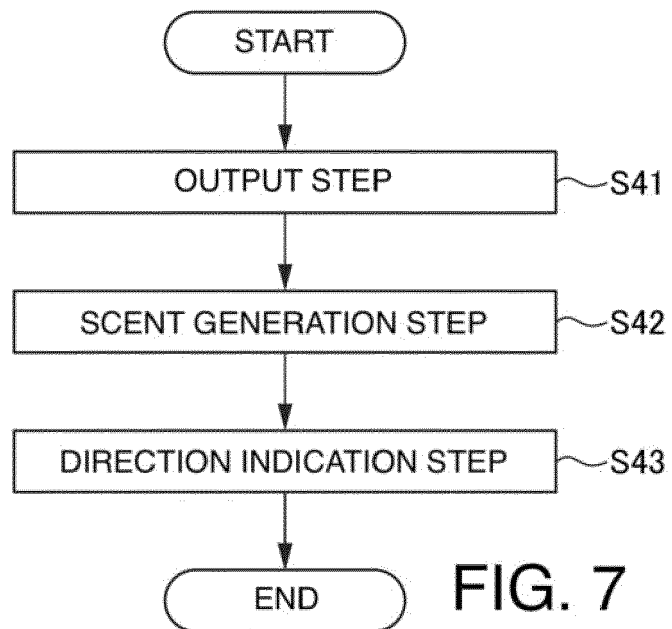 START
OUTPUT STEP S41
SCENT GENERATION STEP S42
DIRECTION INDICATION STEP S43
END
FIG. 7